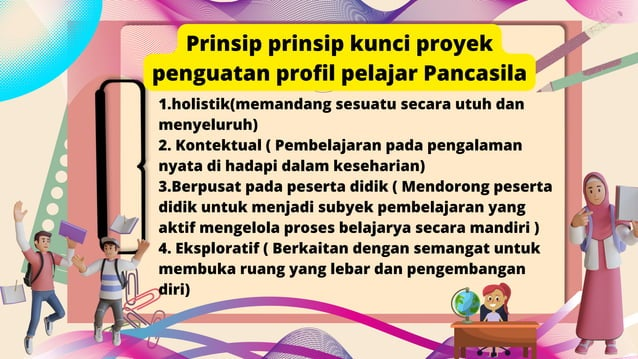 Prinsip prinsip kunci proyek
penguatan profil pelajar Pancasila
1.holistik(memandang sesuatu secara utuh dan
menyeluruh)
2. Kontektual ( Pembelajaran pada pengalaman
nyata di hadapi dalam keseharian)
3.Berpusat pada peserta didik ( Mendorong peserta
didik untuk menjadi subyek pembelajaran yang
aktif mengelola proses belajarya secara mandiri )
4. Eksploratif ( Berkaitan dengan semangat untuk
membuka ruang yang lebar dan pengembangan
diri)